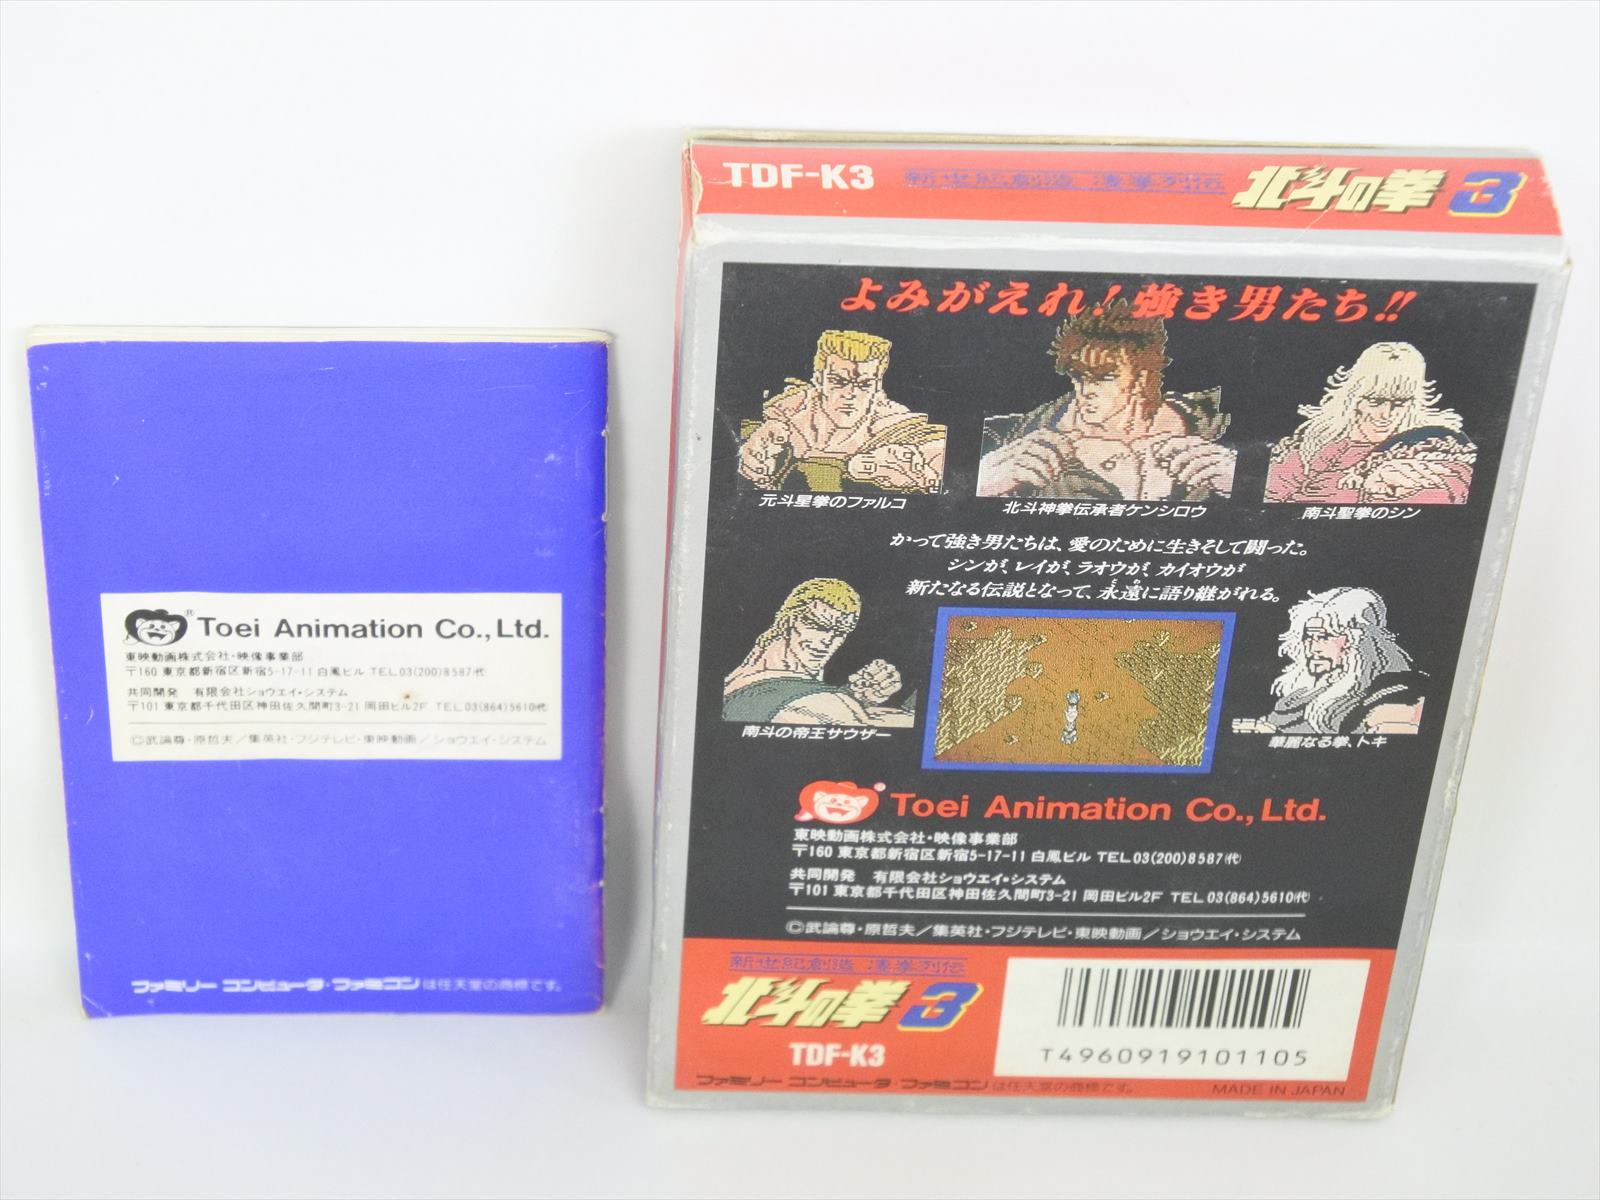 Toei Animation Co., Ltd.
東映動画株式会社・映像事業部
〒160 東京都新宿区新宿5-17-11 白鳳ビル TEL.03(200)8587(代)
共同開発 有限会社ショウエイ・システム
〒101 東京都千代田区神田佐久間町3-21 岡田ビル2F TEL.03(864)5610(代)
©武論尊・原哲夫／集英社・フジテレビ・東映動画／ショウエイ・システム
ファミリー コンピュータ・ファミコンは任天堂の商標です。
TDF-K3 新世紀創造 凄拳列伝 北斗の拳3
よみがえれ!強き男たち!!
元斗皇拳のファルコ
北斗神拳伝承者ケンシロウ
南斗聖拳のシン
かって強き男たちは、愛のために生きそして闘った。
シンが、レイが、ラオウが、カイオウが
新たなる伝説となって、永遠に語り継がれる。
とわ
南斗の帝王サウザー
華麗なる拳、トキ
Toei Animation Co., Ltd.
東映動画株式会社・映像事業部
〒160 東京都新宿区新宿5-17-11 白鳳ビル TEL.03(200)8587(代)
共同開発 有限会社ショウエイ・システム
〒101 東京都千代田区神田佐久間町3-21 岡田ビル2F TEL.03(864)5610(代)
©武論尊・原哲夫／集英社・フジテレビ・東映動画／ショウエイ・システム
新世紀創造 凄拳列伝
北斗の拳3
TDF-K3
T4960919101105
ファミリー コンピュータ・ファミコンは任天堂の商標です。
MADE IN JAPAN